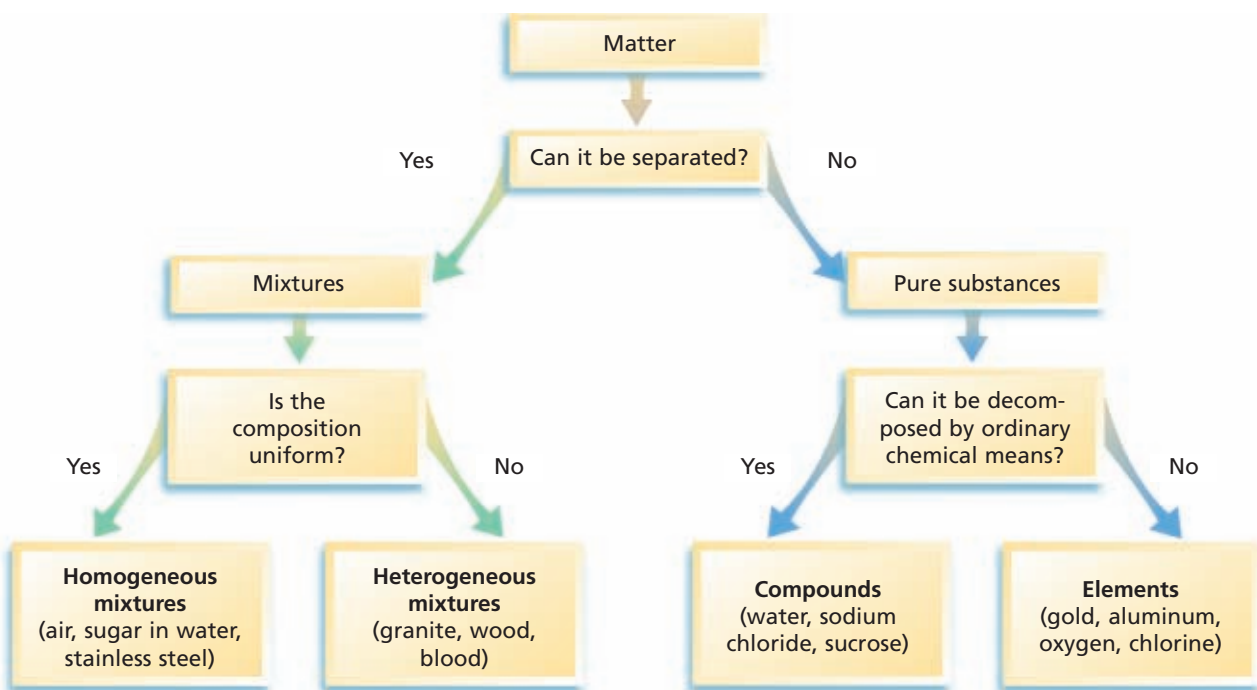 Matter
Can it be separated?
Yes
No
Mixtures
Pure substances
Is the
composition
uniform?
Can it be decom-
posed by ordinary
chemical means?
Yes
No
Yes
No
Homogeneous
mixtures
(air, sugar in water,
stainless steel)
Heterogeneous
mixtures
(granite, wood,
blood)
Compounds
(water, sodium
chloride, sucrose)
Elements
(gold, aluminum,
oxygen, chlorine)